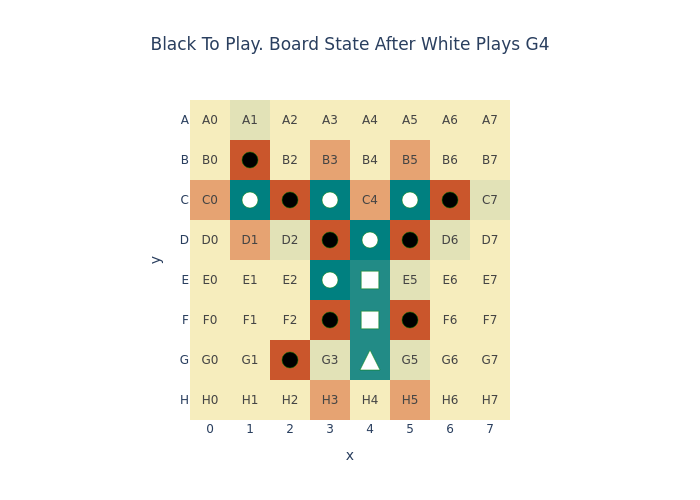 Black To Play. Board State After White Plays G4
A A0 A1 A2 A3 A4 A5 A6 A7
B B0 B2 B3 B4 B5 B6 B7
C C0 C4 C7
D D0 D1 D2 D6 D7
E E0 E1 E2 E5 E6 E7
F F0 F1 F2 F6 F7
G G0 G1 G3 G5 G6 G7
H H0 H1 H2 H3 H4 H5 H6 H7
0 1 2 3 4 5 6 7
x
y